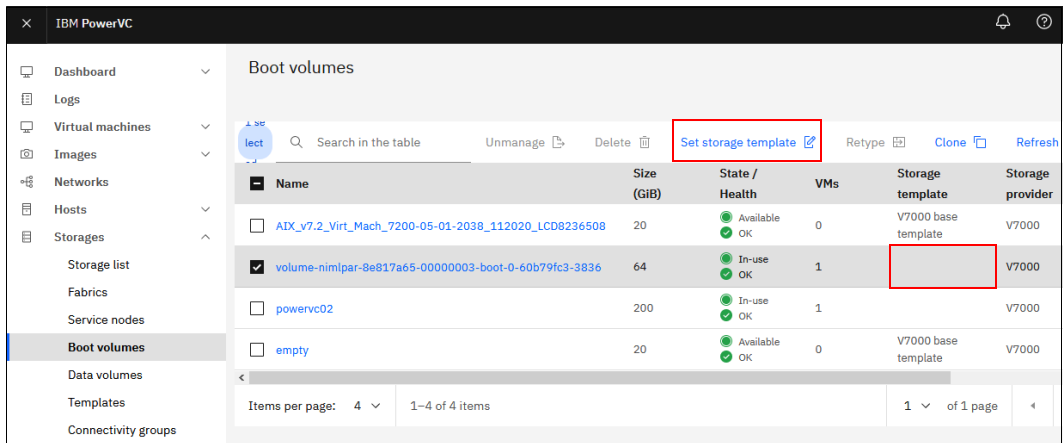 IBM PowerVC
Dashboard
Logs
Virtual machines
Images
Networks
Hosts
Storages
Storage list
Fabrics
Service nodes
Boot volumes
Data volumes
Templates
Connectivity groups
Boot volumes
1 se
lect
Search in the table
Unmanage
Delete
Set storage template
Retype
Clone
Refresh
Name
Size
(GiB)
State /
Health
VMs
Storage
template
Storage
provider
AIX_v7.2_Virt_Mach_7200-05-01-2038_112020_LCD8236508
20
Available
OK
0
V7000 base
template
V7000
volume-nimlpar-8e817a65-00000003-boot-0-60b79fc3-3836
64
In-use
OK
1
V7000
powervc02
200
In-use
OK
1
V7000
empty
20
Available
OK
0
V7000 base
template
V7000
Items per page: 4
1–4 of 4 items
1 of 1 page